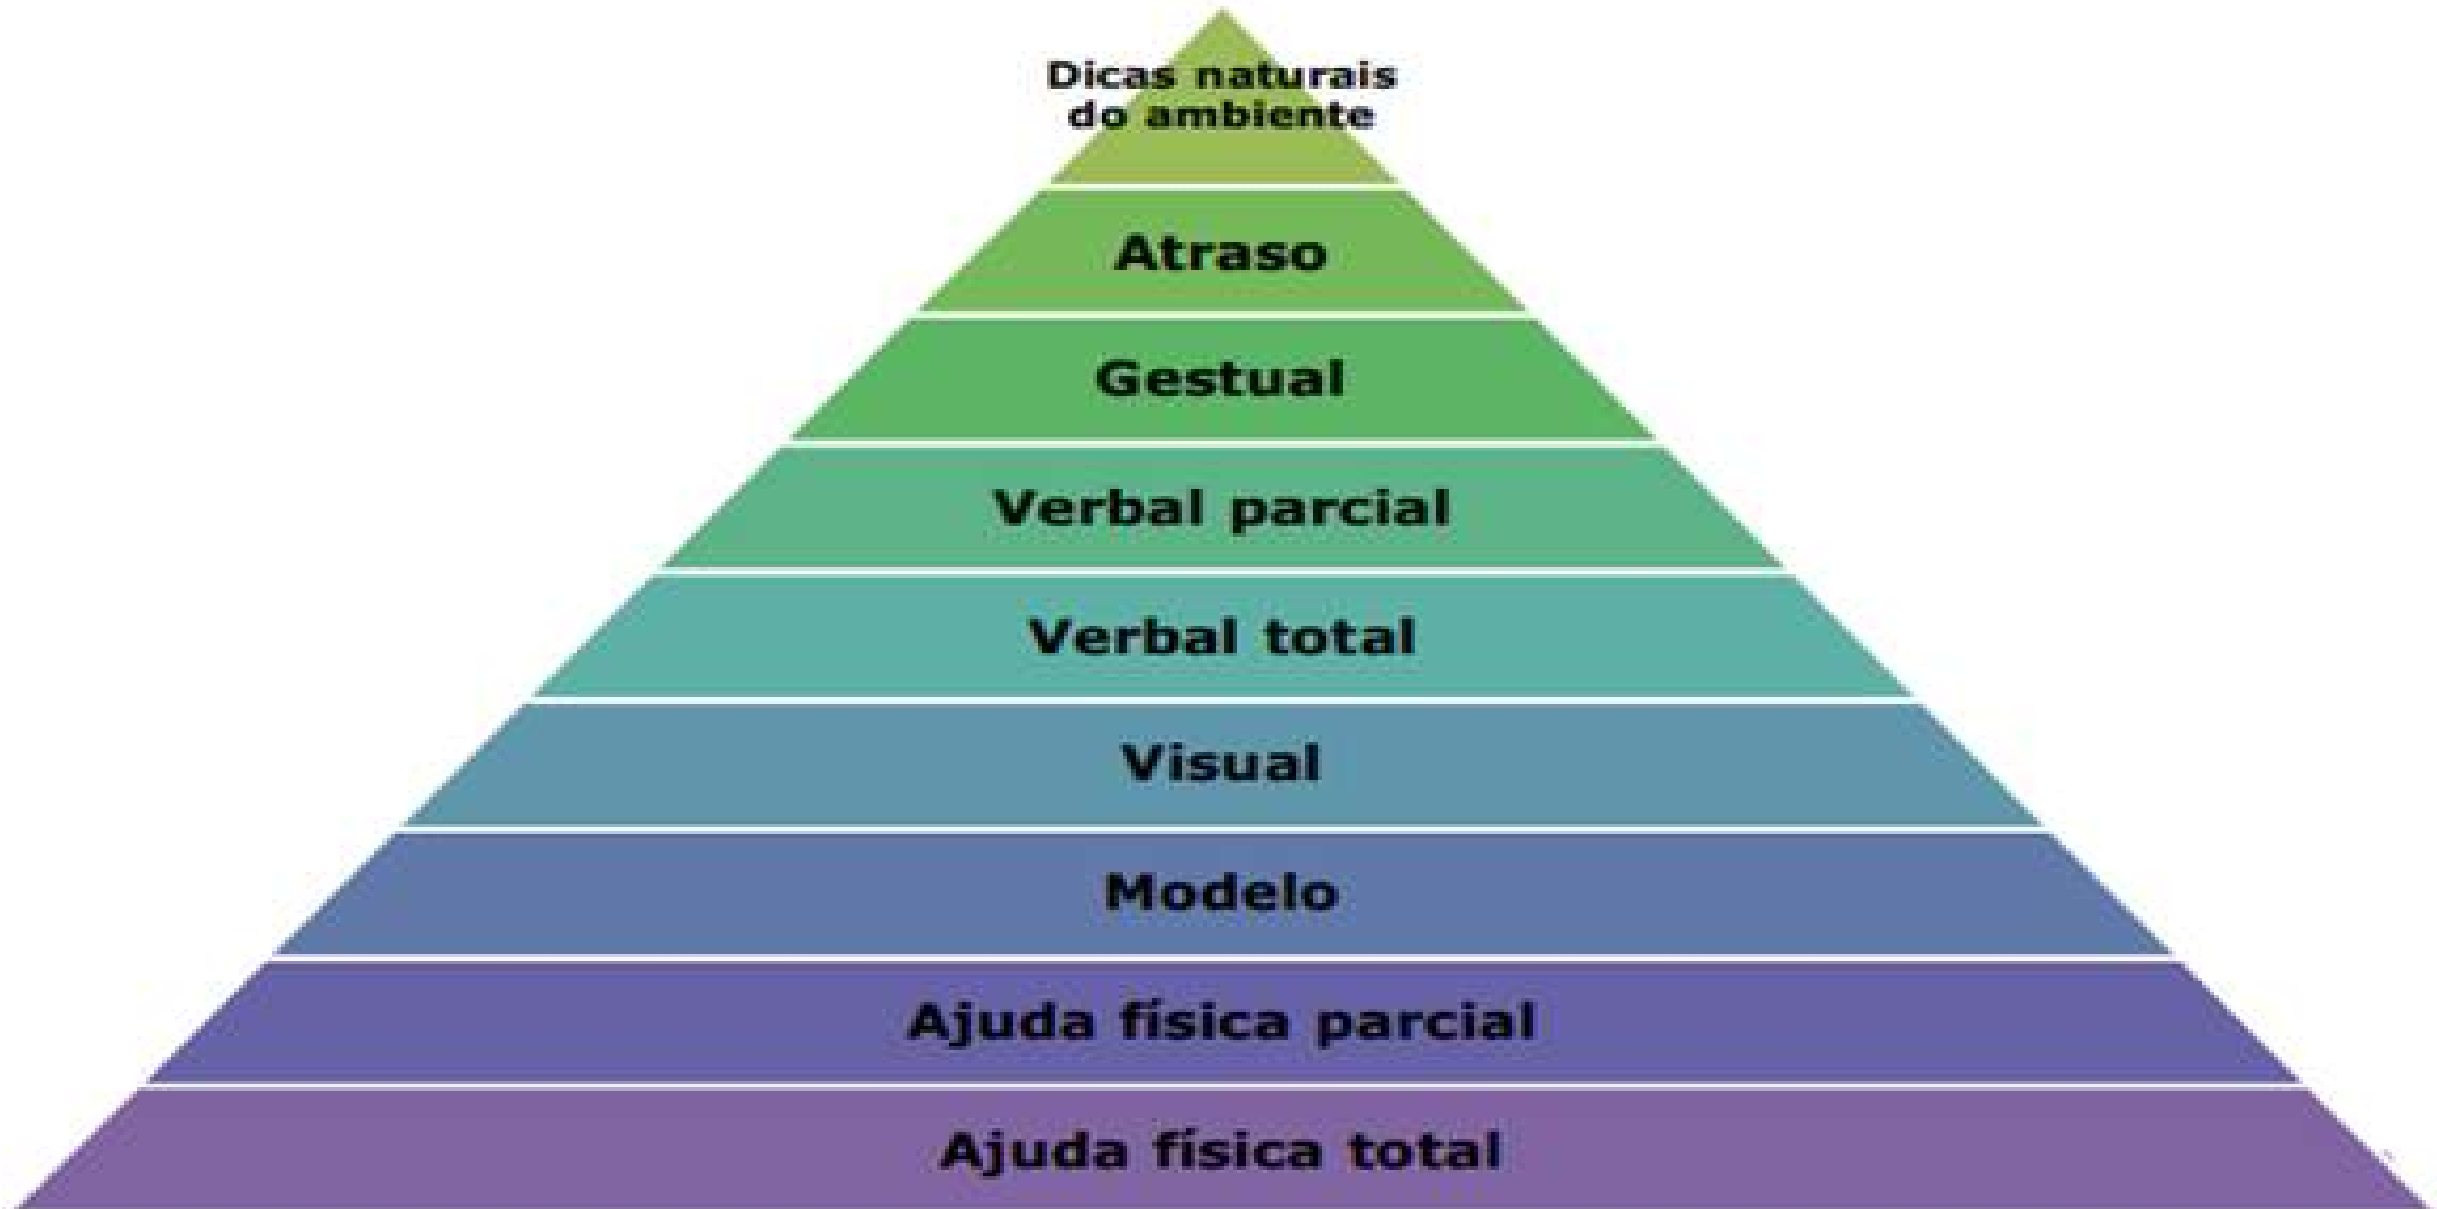 Dicas naturais
do ambiente
Atraso
Gestual
Verbal parcial
Verbal total
Visual
Modelo
Ajuda física parcial
Ajuda física total